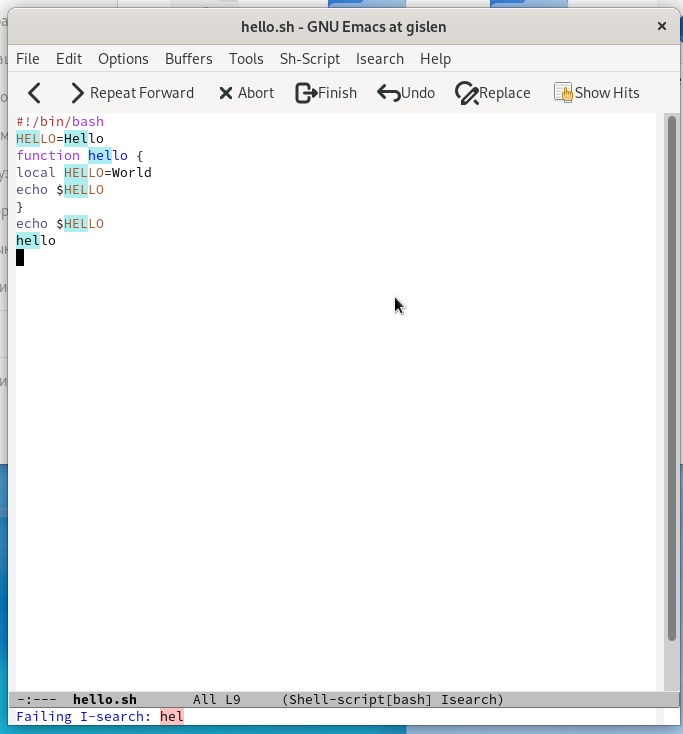 hello.sh - GNU Emacs at gislen ×
File Edit Options Buffers Tools Sh-Script Isearch Help
Repeat Forward Abort Finish Undo Replace Show Hits
#!/bin/bash
HELLO=Hello
function hello {
local HELLO=World
echo $HELLO
}
echo $HELLO
hello
-:--- hello.sh All L9 (Shell-script[bash] Isearch)
Failing I-search: hel